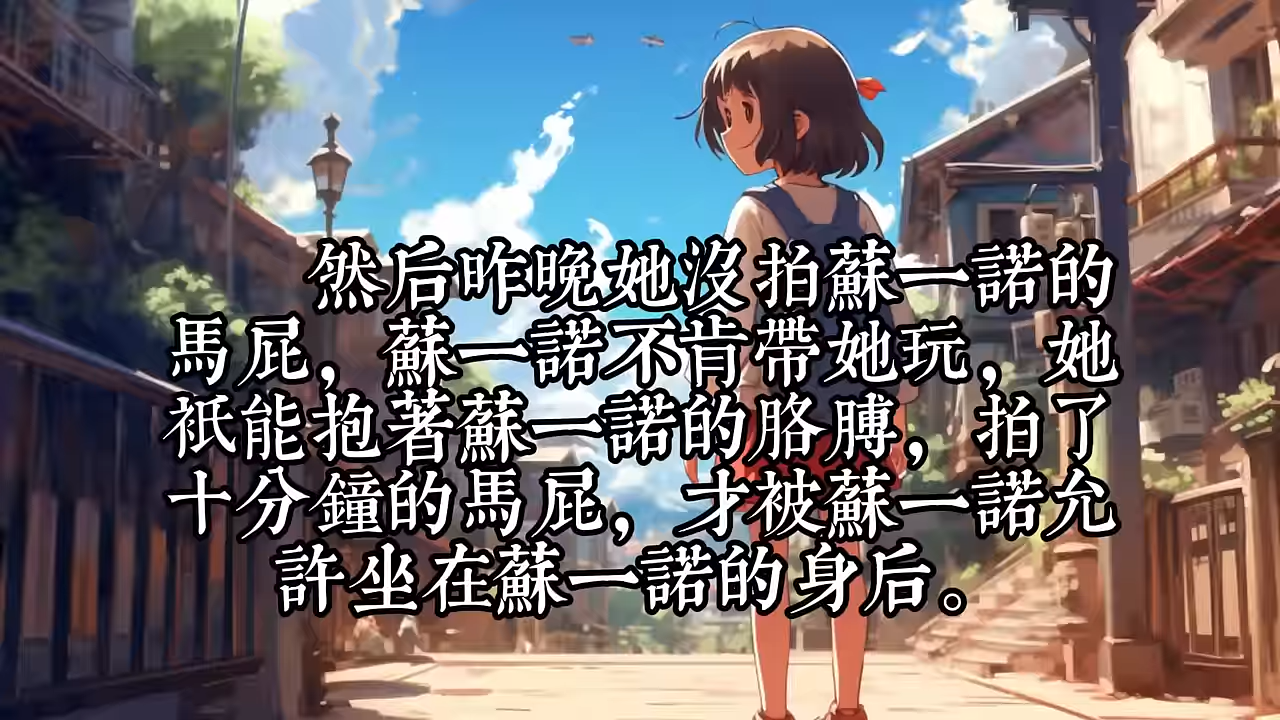 然后昨晚她沒拍蘇一諾的
馬屁，蘇一諾不肯帶她玩，她
祇能抱著蘇一諾的胳膊，拍了
十分鐘的馬屁，才被蘇一諾允
許坐在蘇一諾的身后。